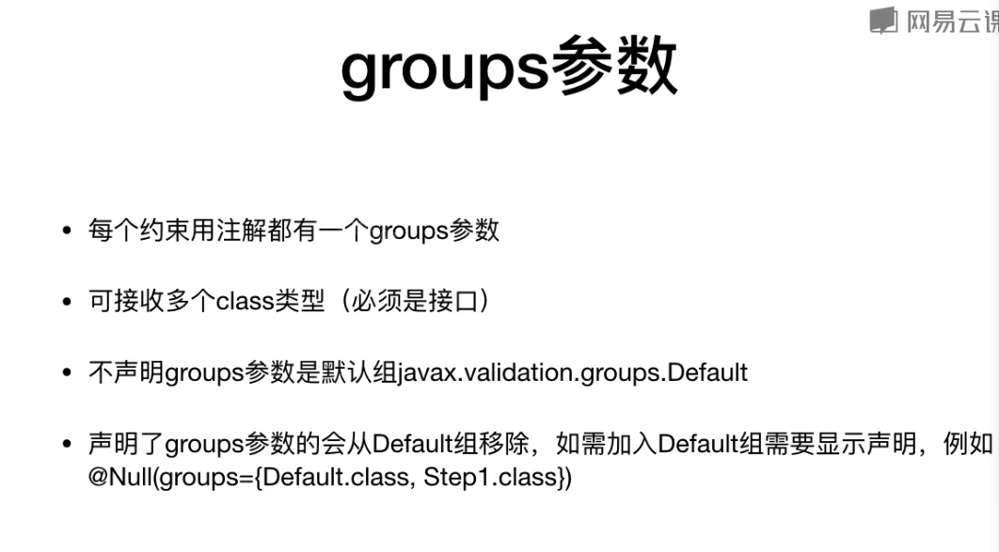 网易云课
groups参数
• 每个约束用注解都有一个groups参数
• 可接收多个class类型（必须是接口）
• 不声明groups参数是默认组javax.validation.groups.Default
• 声明了groups参数的会从Default组移除，如需加入Default组需要显示声明，例如
@Null(groups={Default.class, Step1.class})